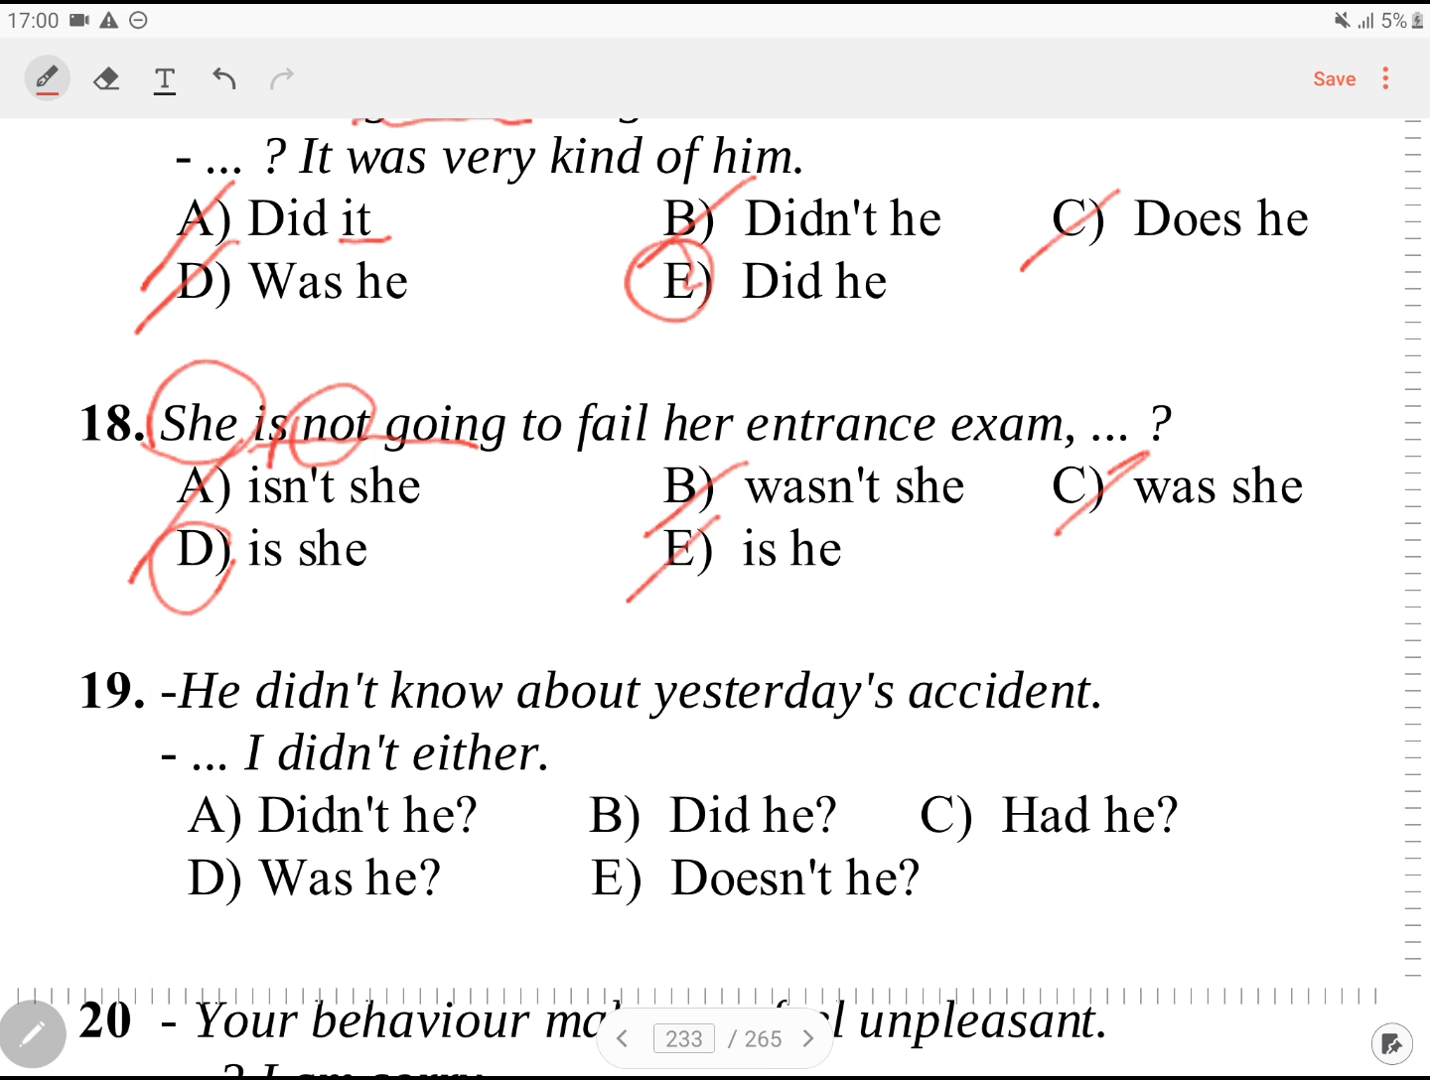 17:00 5%
Save
- ... ? It was very kind of him.
A) Did it B) Didn't he C) Does he
D) Was he E) Did he
18. She is not going to fail her entrance exam, ... ?
A) isn't she B) wasn't she C) was she
D) is she E) is he
19. -He didn't know about yesterday's accident.
- ... I didn't either.
A) Didn't he? B) Did he? C) Had he?
D) Was he? E) Doesn't he?
20 - Your behaviour unpleasant.
233 / 265